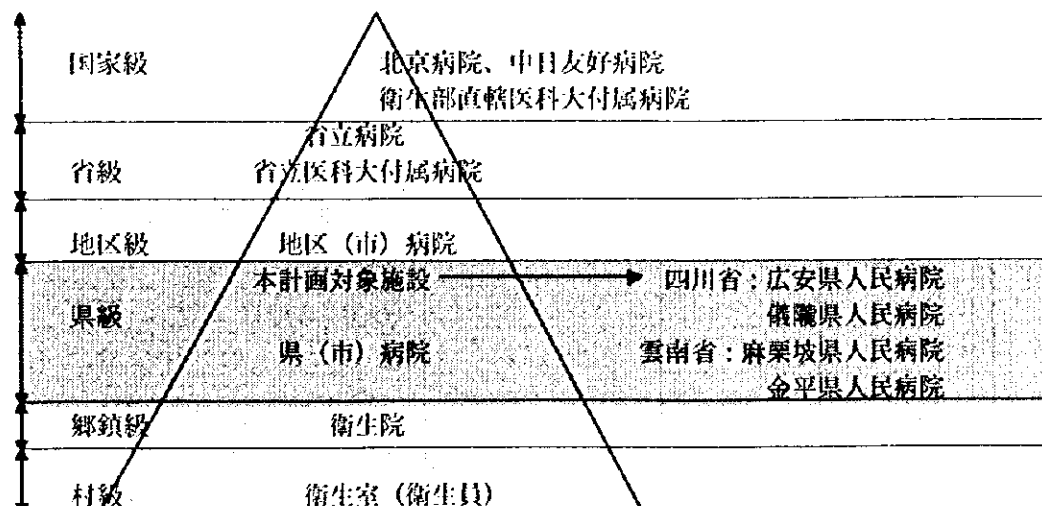 国家級 北京病院、中日友好病院
衛生部直轄医科大付属病院
省立病院
省級 省立医科大付属病院
地区級 地区（市）病院
本計画対象施設 四川省：広安県人民病院
県級 儀隴県人民病院
県（市）病院 雲南省：麻栗坡県人民病院
金平県人民病院
郷鎮級 衛生院
村級 衛生室（衛生員）